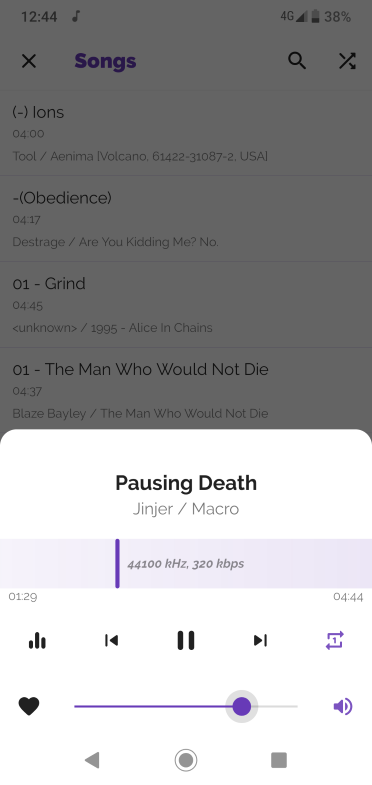 12:44 4G 38%
Songs
(-) Ions
04:00
Tool / Aenima [Volcano, 61422-31087-2, USA]
-(Obedience)
04:17
Destrage / Are You Kidding Me? No.
01 - Grind
04:45
<unknown> / 1995 - Alice In Chains
01 - The Man Who Would Not Die
04:37
Blaze Bayley / The Man Who Would Not Die
Pausing Death
Jinjer / Macro
44100 kHz, 320 kbps
01:29 04:44
1